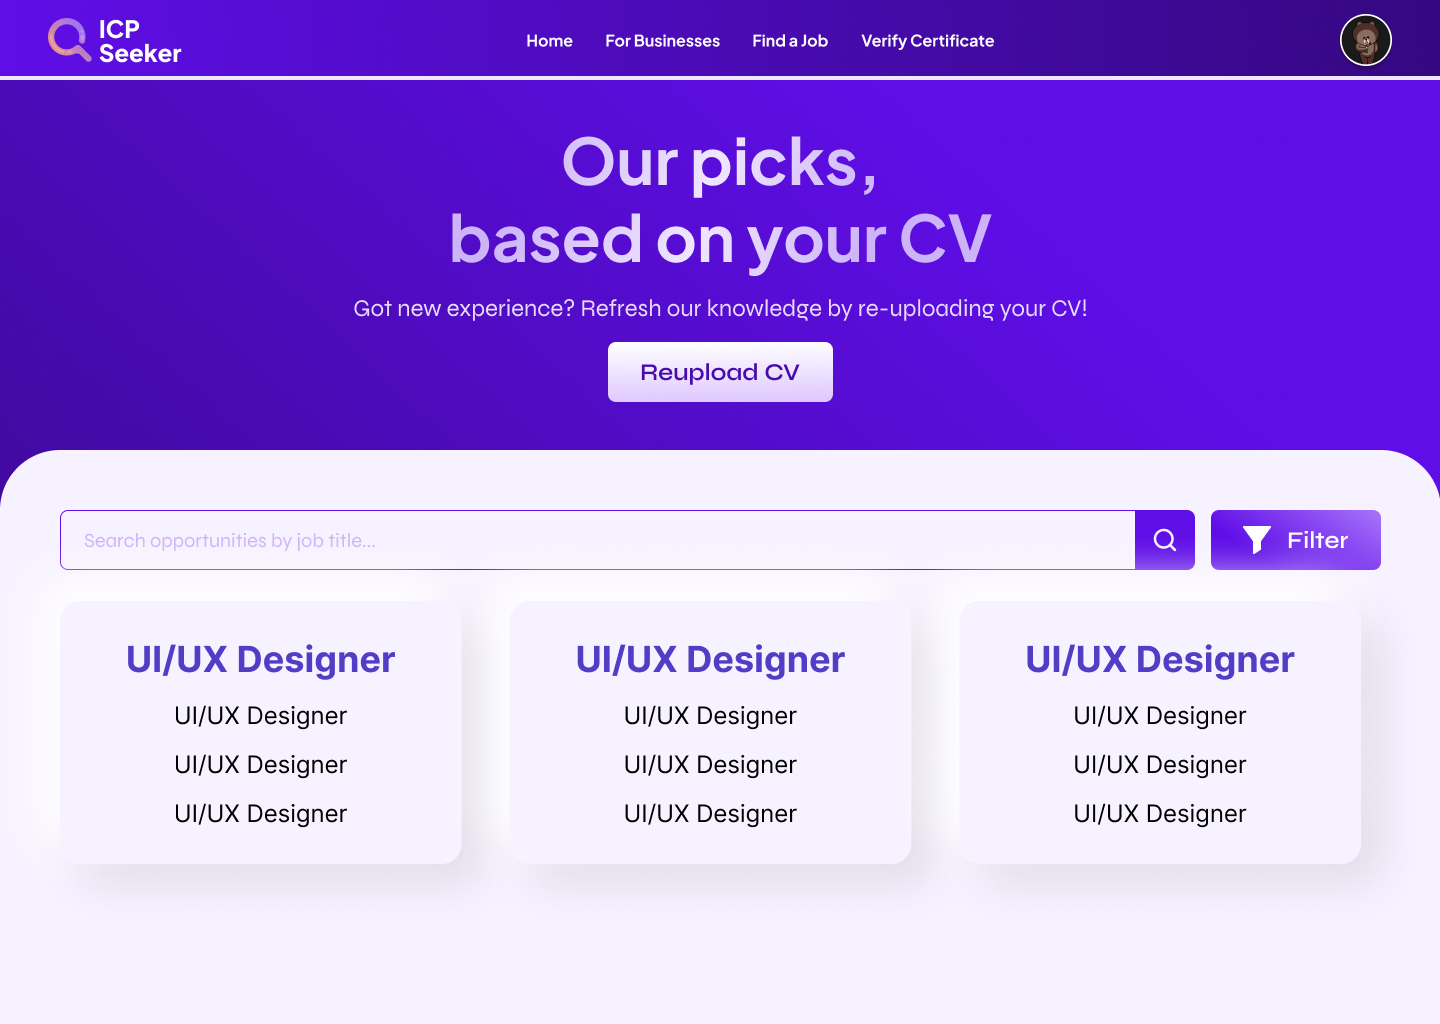 ICP
Seeker
Home For Businesses Find a Job Verify Certificate
Our picks,
based on your CV
Got new experience? Refresh our knowledge by re-uploading your CV!
Reupload CV
Search opportunities by job title...
Filter
UI/UX Designer UI/UX Designer UI/UX Designer
UI/UX Designer UI/UX Designer UI/UX Designer
UI/UX Designer UI/UX Designer UI/UX Designer
UI/UX Designer UI/UX Designer UI/UX Designer